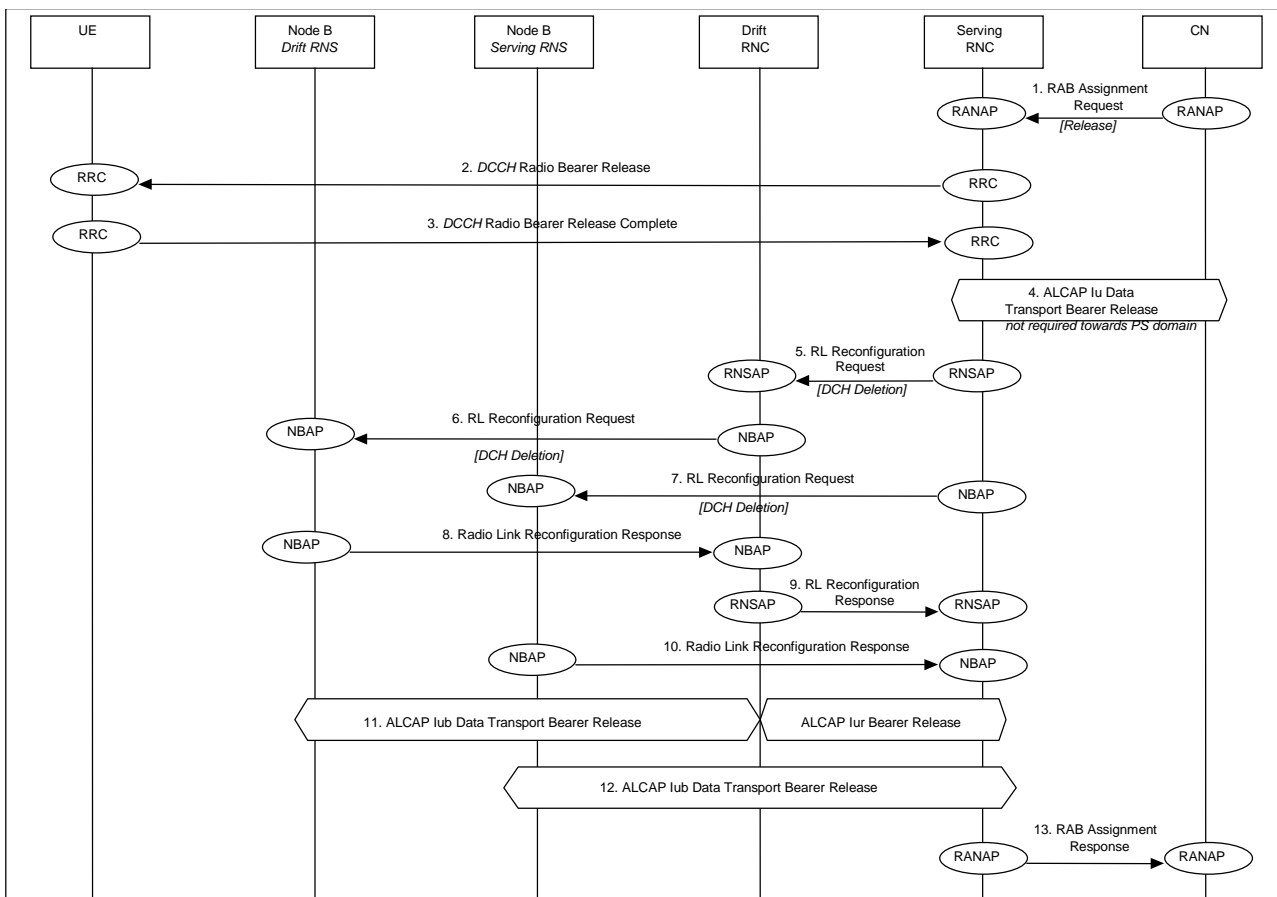 UE
Node B
Drift RNS
Node B
Serving RNS
Drift
RNC
Serving
RNC
CN
1. RAB Assignment
Request
RANAP
[Release]
RANAP
2. DCCH Radio Bearer Release
RRC
RRC
3. DCCH Radio Bearer Release Complete
RRC
RRC
4. ALCAP Iu Data
Transport Bearer Release
not required towards PS domain
5. RL Reconfiguration
Request
RNSAP
[DCH Deletion]
RNSAP
6. RL Reconfiguration Request
NBAP
NBAP
[DCH Deletion]
7. RL Reconfiguration Request
NBAP
NBAP
[DCH Deletion]
8. Radio Link Reconfiguration Response
NBAP
NBAP
9. RL Reconfiguration
Response
RNSAP
RNSAP
10. Radio Link Reconfiguration Response
NBAP
NBAP
11. ALCAP Iub Data Transport Bearer Release
ALCAP Iur Bearer Release
12. ALCAP Iub Data Transport Bearer Release
13. RAB Assignment
Response
RANAP
RANAP